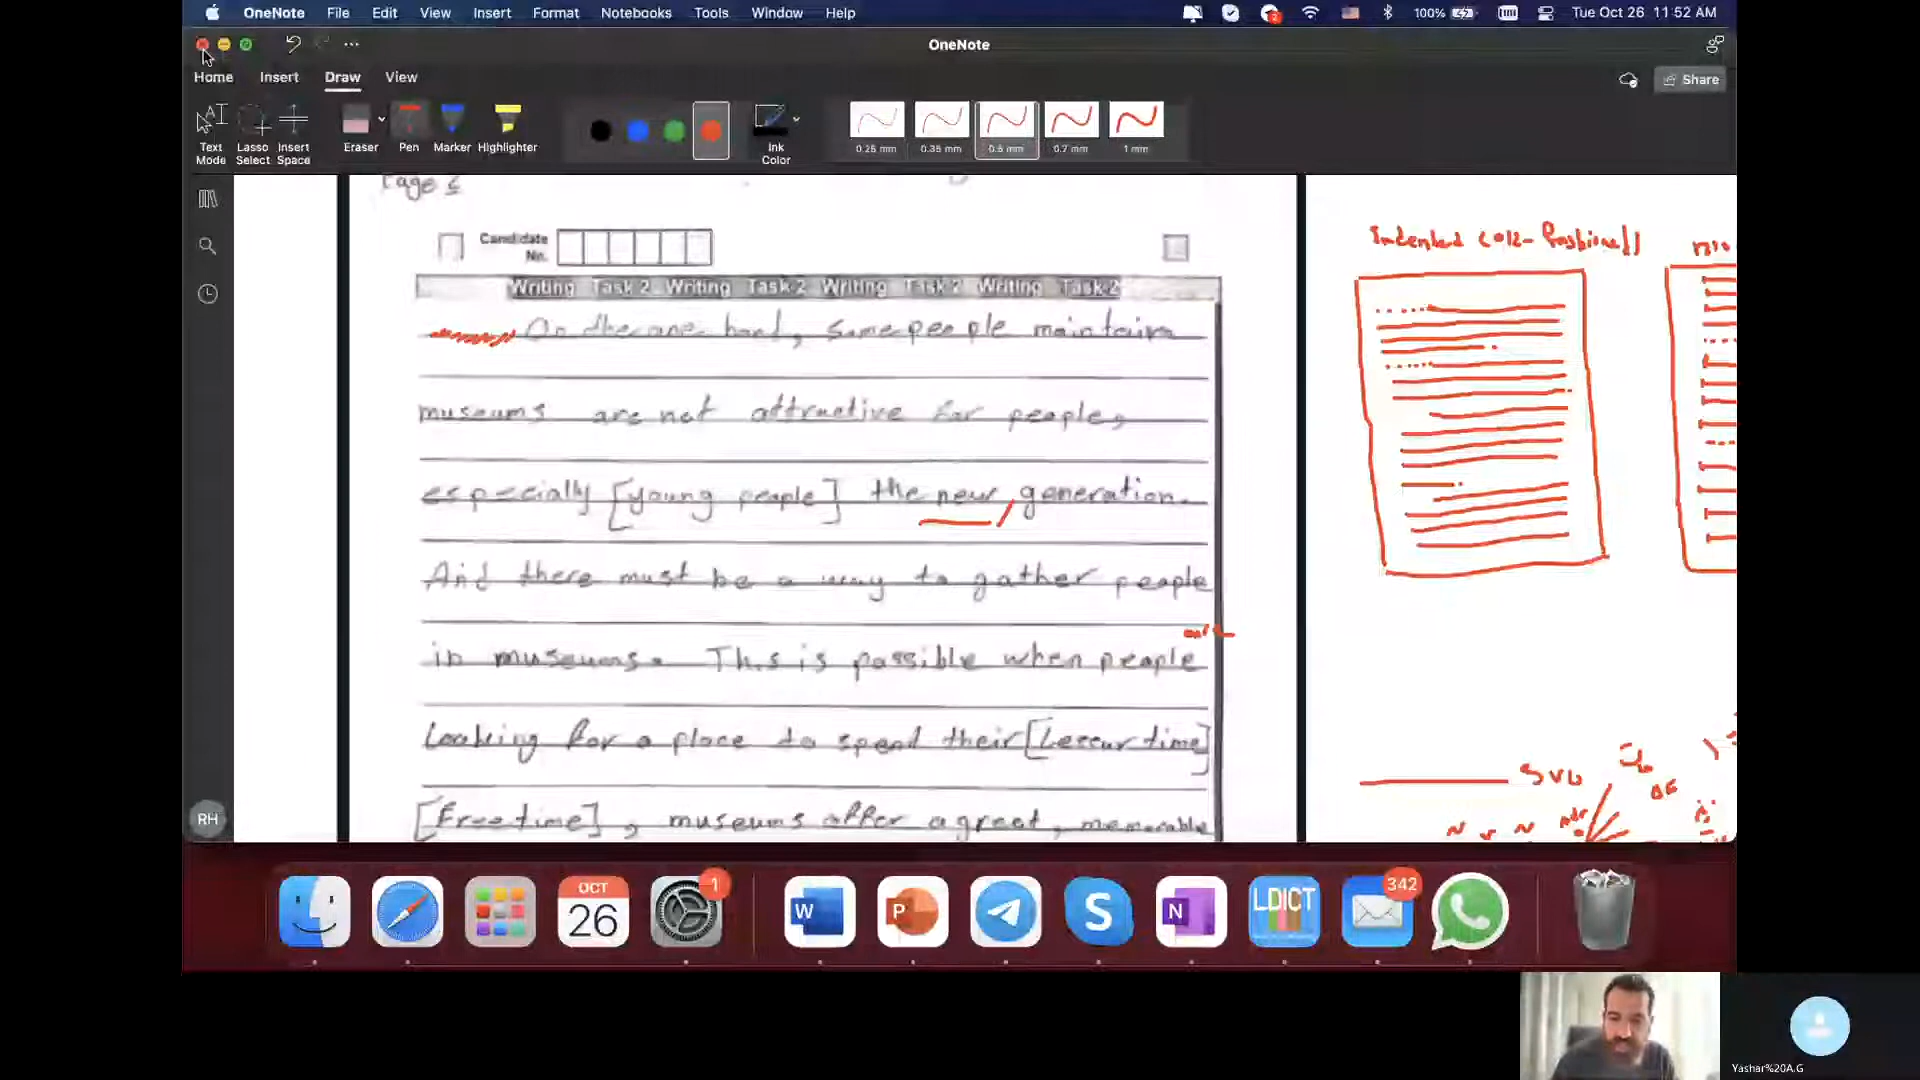 OneNote File Edit View Insert Format Notebooks Tools Window Help
100% Tue Oct 26 11:52 AM
OneNote
Home Insert Draw View
Share
Text Mode
Lasso Select
Insert Space
Eraser
Pen
Marker
Highlighter
Ink Color
0.25 mm
0.35 mm
0.5 mm
0.7 mm
1 mm
Page
Candidate No.
Writing Task 2 Writing Task 2 Writing Task 2 Writing Task 2
On the one hand, some people maintain
museums are not attractive for people,
especially [young people] the new generation.
And there must be a way to gather people
in museums. This is possible when people
are
Looking for a place to spend their [Leccur time]
[free time], museums offer a great, memorable
Indented
SVO
RH
1
OCT
26
W
P
S
N
LDICT
342
Yashar%20A.G